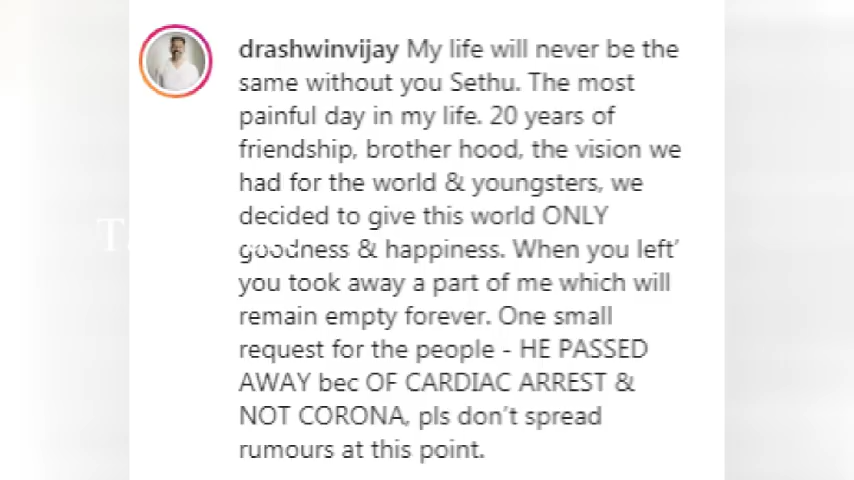 drashwinvijay My life will never be the
same without you Sethu. The most
painful day in my life. 20 years of
friendship, brother hood, the vision we
had for the world & youngsters, we
decided to give this world ONLY
goodness & happiness. When you left'
you took away a part of me which will
remain empty forever. One small
request for the people - HE PASSED
AWAY bec OF CARDIAC ARREST &
NOT CORONA, pls don't spread
rumours at this point.